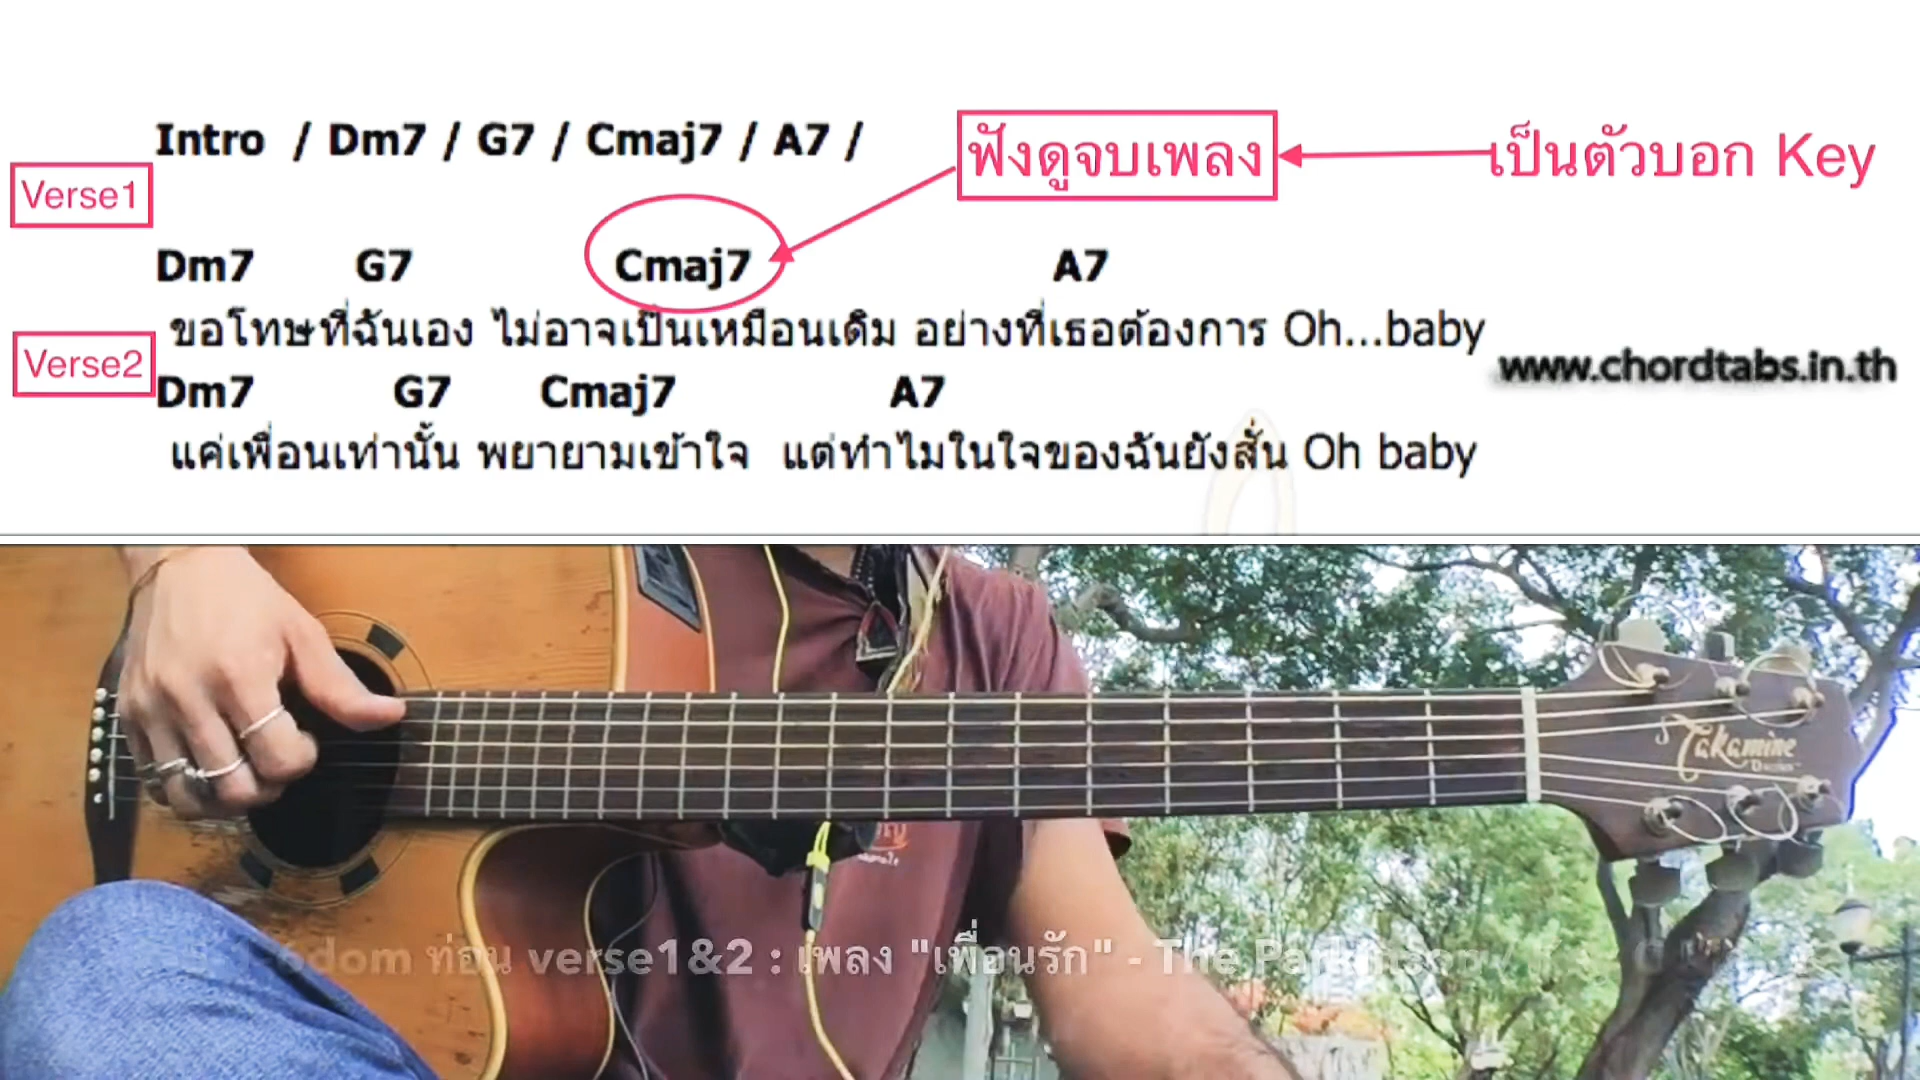 Intro / Dm7 / G7 / Cmaj7 / A7 /
ฟังดูจบเพลง
เป็นตัวบอก Key
Verse1
Dm7 G7 Cmaj7 A7
ขอโทษที่ฉันเอง ไม่อาจเป็นเหมือนเดิม อย่างที่เธอต้องการ Oh...baby
Verse2
www.chordtabs.in.th
Dm7 G7 Cmaj7 A7
แค่เพื่อนเท่านั้น พยายามเข้าใจ แต่ทำไมในใจของฉันยังสั่น Oh baby
Takamine
6dom ท่อน verse1&2 : เพลง "เพื่อนรัก" - The Parkinson